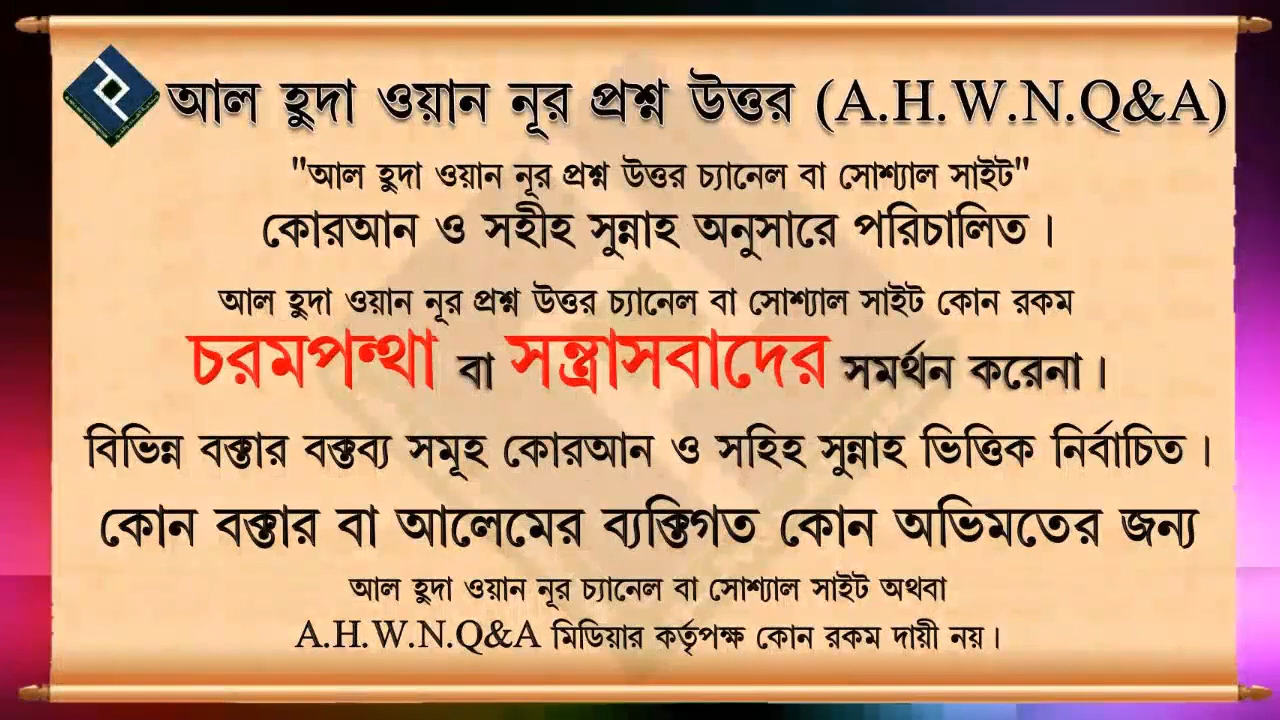 আল হুদা ওয়ান নূর প্রশ্ন উত্তর (A.H.W.N.Q&A)
"আল হুদা ওয়ান নূর প্রশ্ন উত্তর চ্যানেল বা সোশ্যাল সাইট"
কোরআন ও সহীহ সুন্নাহ অনুসারে পরিচালিত।
আল হুদা ওয়ান নূর প্রশ্ন উত্তর চ্যানেল বা সোশ্যাল সাইট কোন রকম
চরমপন্থা বা সন্ত্রাসবাদের সমর্থন করেনা।
বিভিন্ন বক্তার বক্তব্য সমূহ কোরআন ও সহিহ সুন্নাহ ভিত্তিক নির্বাচিত।
কোন বক্তার বা আলেমের ব্যক্তিগত কোন অভিমতের জন্য
আল হুদা ওয়ান নূর চ্যানেল বা সোশ্যাল সাইট অথবা
A.H.W.N.Q&A মিডিয়ার কর্তৃপক্ষ কোন রকম দায়ী নয়।